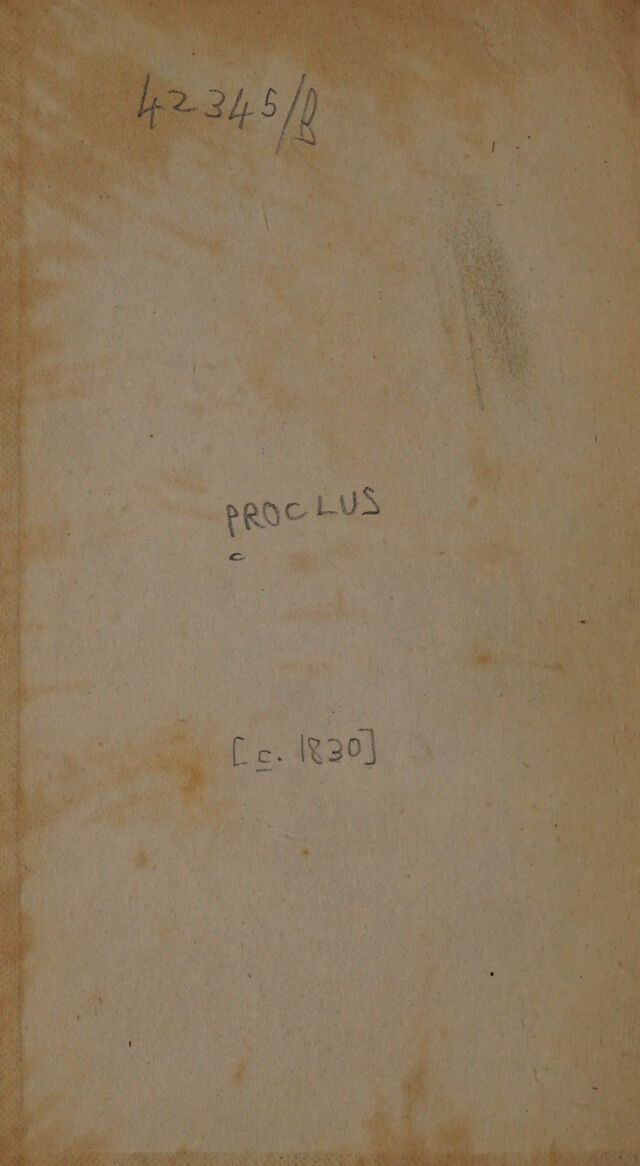 42345/B
PROCLUS
c
[c. 1830]